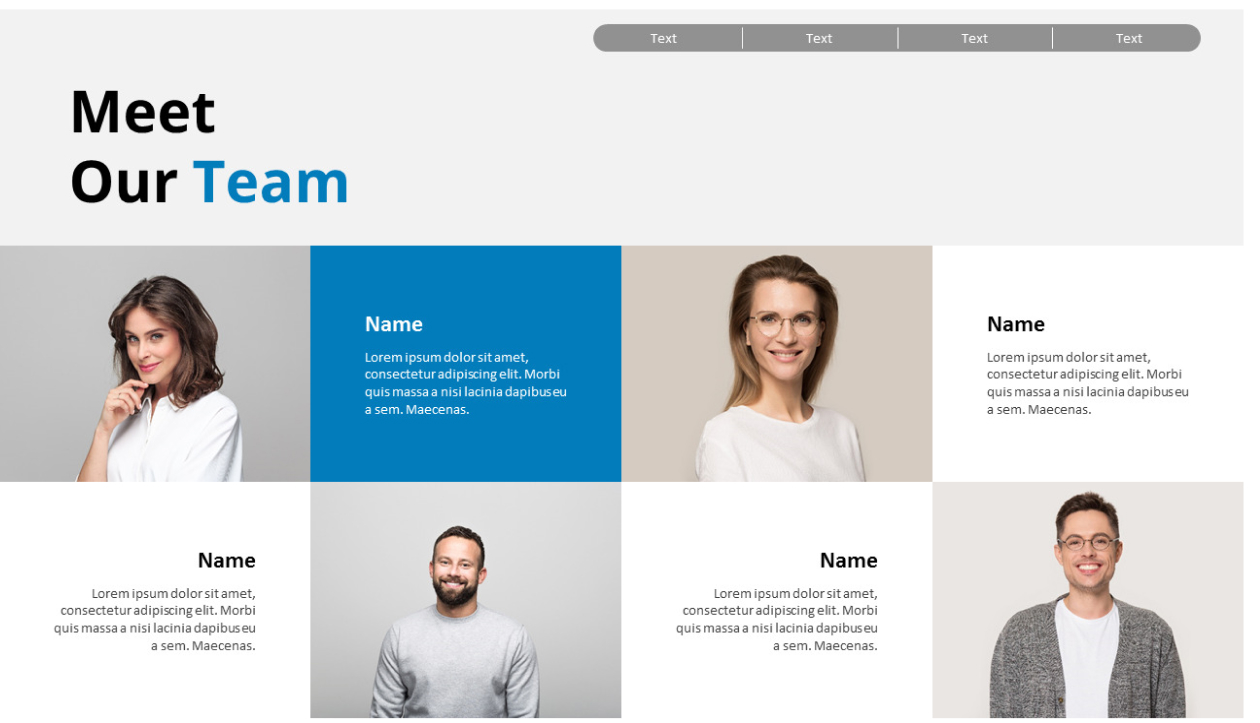 Text
Text
Text
Text
Meet
Our Team
Name
Lorem ipsum dolor sit amet,
consectetur adipiscing elit. Morbi
quis massa a nisi lacinia dapibus eu
a sem. Maecenas.
Name
Lorem ipsum dolor sit amet,
consectetur adipiscing elit. Morbi
quis massa a nisi lacinia dapibus eu
a sem. Maecenas.
Name
Lorem ipsum dolor sit amet,
consectetur adipiscing elit. Morbi
quis massa a nisi lacinia dapibus eu
a sem. Maecenas.
Name
Lorem ipsum dolor sit amet,
consectetur adipiscing elit. Morbi
quis massa a nisi lacinia dapibus eu
a sem. Maecenas.